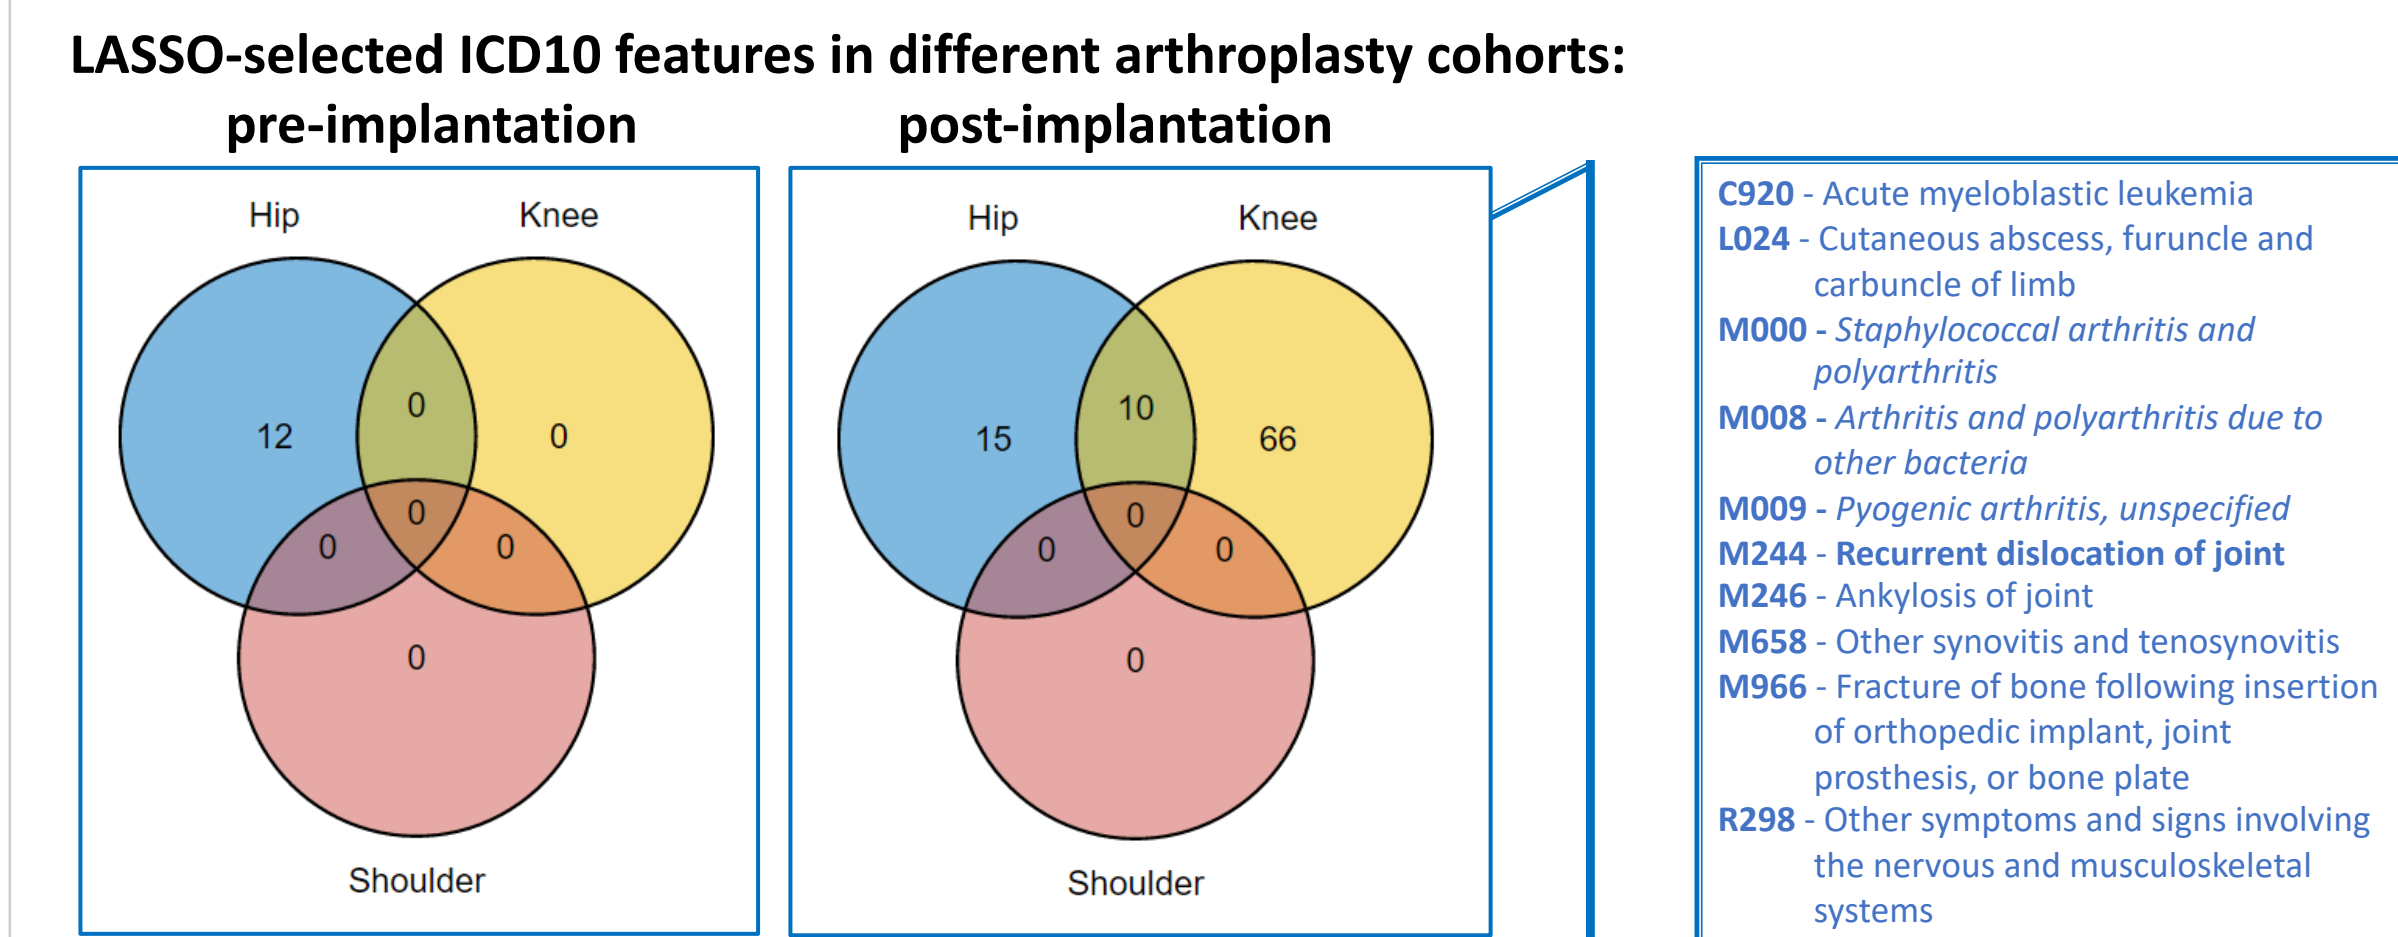 LASSO-selected ICD10 features in different arthroplasty cohorts:
pre-implantation
post-implantation
Hip
Knee
12
0
0
0
0
0
0
Shoulder
Hip
Knee
15
10
66
0
0
0
0
Shoulder
C920 - Acute myeloblastic leukemia
L024 - Cutaneous abscess, furuncle and
carbuncle of limb
M000 - Staphylococcal arthritis and
polyarthritis
M008 - Arthritis and polyarthritis due to
other bacteria
M009 - Pyogenic arthritis, unspecified
M244 - Recurrent dislocation of joint
M246 - Ankylosis of joint
M658 - Other synovitis and tenosynovitis
M966 - Fracture of bone following insertion
of orthopedic implant, joint
prosthesis, or bone plate
R298 - Other symptoms and signs involving
the nervous and musculoskeletal
systems